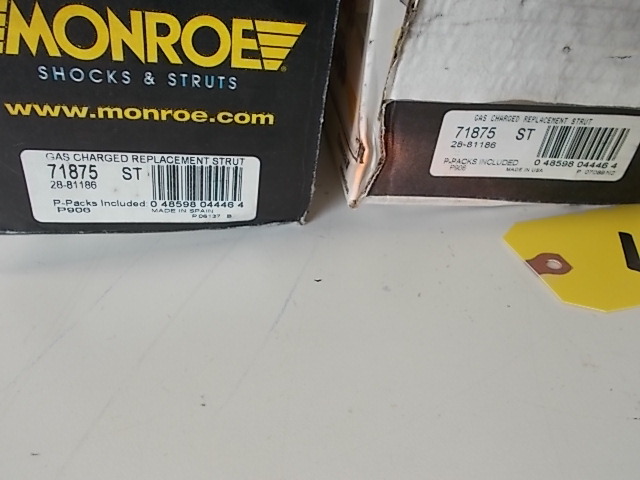 MONROE
SHOCKS & STRUTS
www.monroe.com
GAS CHARGED REPLACEMENT STRUT
71875 ST
28-81186
P-Packs Included:
P906
0 48598 04446 4
MADE IN SPAIN
GAS CHARGED REPLACEMENT STRUT
71875 ST
28-81186
P-PACKS INCLUDED
P906
0 48598 04446 4
MADE IN USA